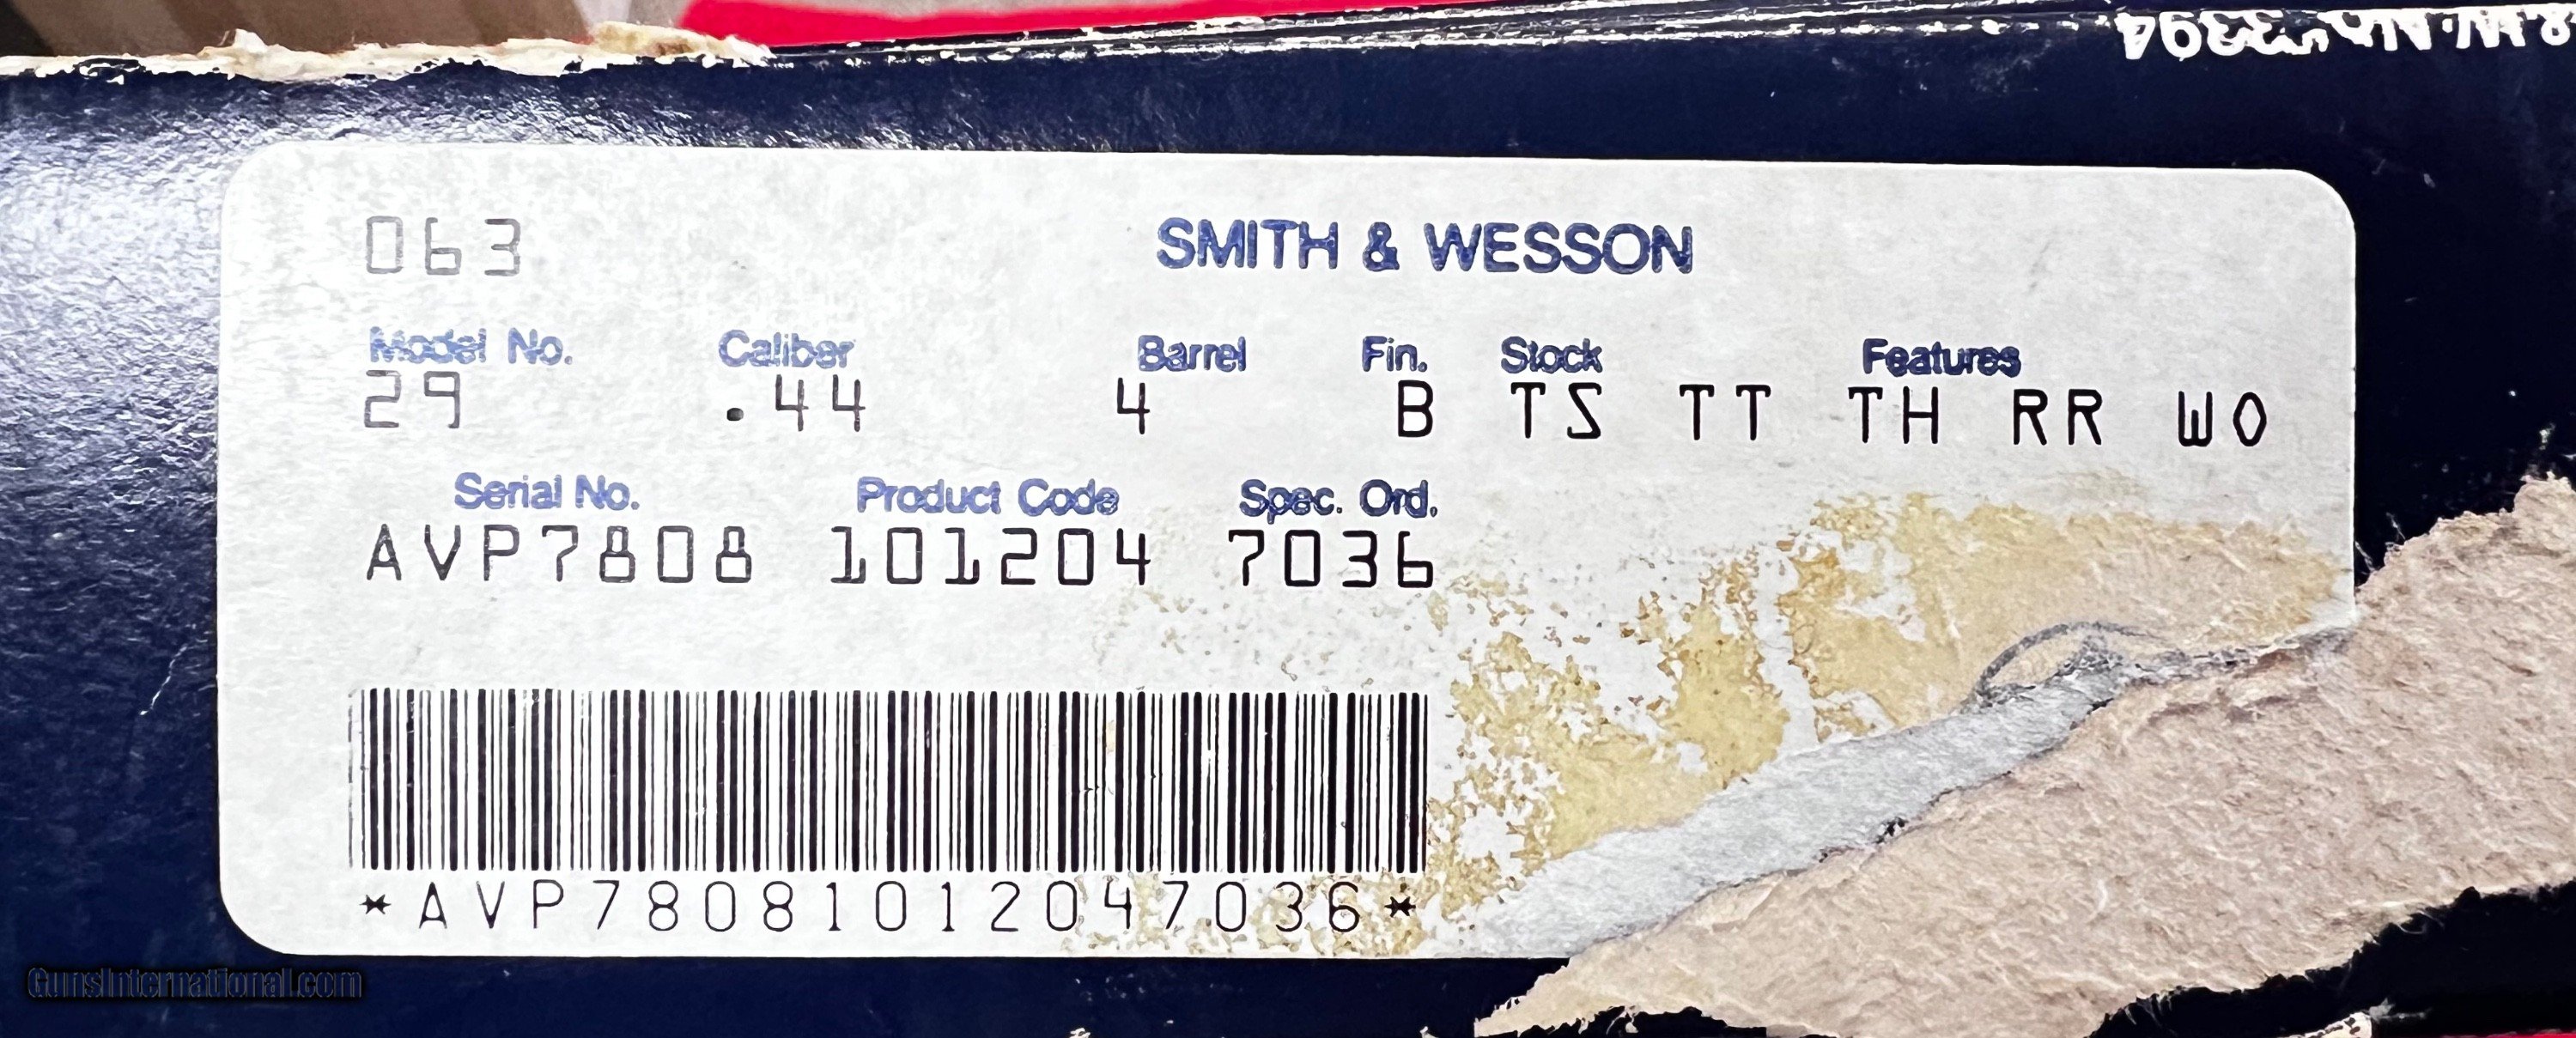 063 SMITH & WESSON
Model No. Caliber Barrel Fin. Stock Features
29 .44 4 B TS TT TH RR WO
Serial No. Product Code Spec. Ord.
AVP7808 101204 7036
*AVP78081012047036*
GunsInternational.com